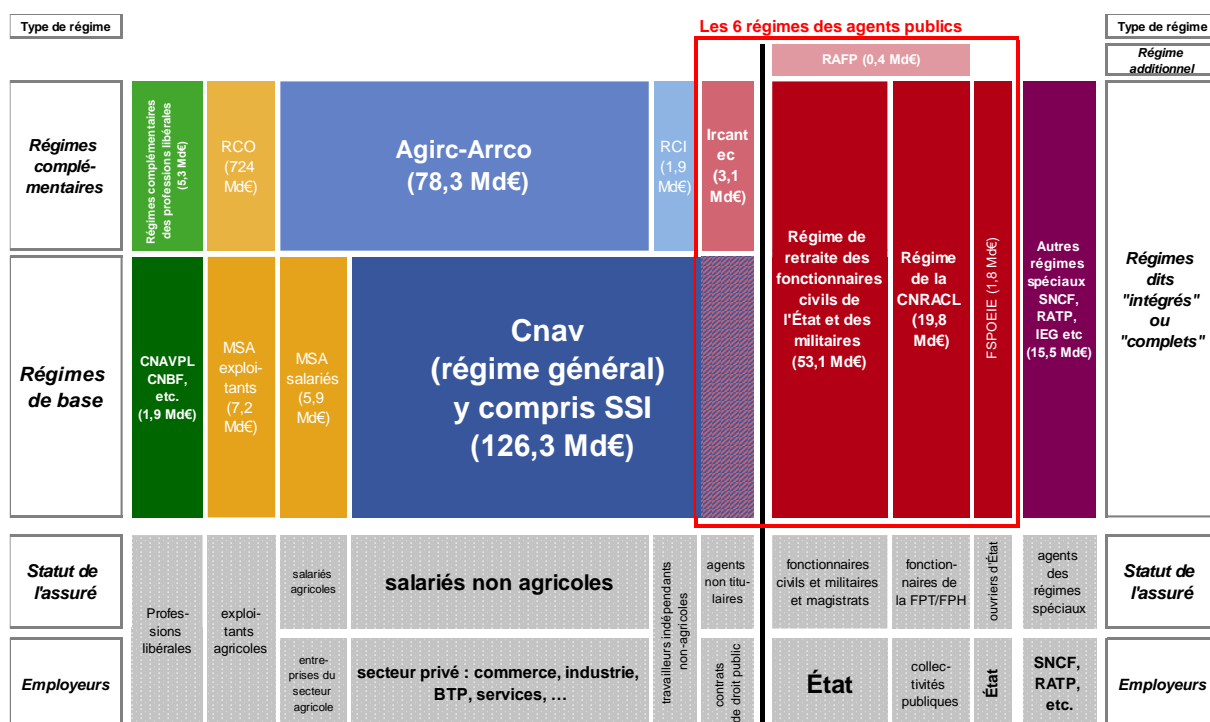 Les 6 régimes des agents publics
Type de régime
Type de régime
RAFP (0,4 Md€)
Régime
additionnel
Régimes
complé-
mentaires
Régimes complémentaires
des professions libérales
(5,3 Md€)
RCO
(724
Md€)
Agirc-Arrco
(78,3 Md€)
RCI
(1,9
Md€)
Ircant
ec
(3,1
Md€)
Régime de
retraite des
fonctionnaires
civils de
l'État et des
militaires
(53,1 Md€)
Régime
de la
CNRACL
(19,8
Md€)
FSPOEIE (1,8 Md€)
Autres
régimes
spéciaux
SNCF,
RATP,
IEG etc
(15,5 Md€)
Régimes
dits
"intégrés"
ou
"complets"
Régimes
de base
CNAVPL
CNBF,
etc.
(1,9 Md€)
MSA
exploi-
tants
(7,2
Md€)
MSA
salariés
(5,9
Md€)
Cnav
(régime général)
y compris SSI
(126,3 Md€)
Statut de
l'assuré
Profes-
sions
libérales
exploi-
tants
agricoles
salariés
agricoles
salariés non agricoles
travailleurs indépendants
non-agricoles
agents
non titu-
laires
fonctionnaires
civils et militaires
et magistrats
fonction-
naires de
la FPT/FPH
ouvriers d'État
agents
des
régimes
spéciaux
Statut de
l'assuré
Employeurs
entre-
prises du
secteur
agricole
secteur privé : commerce, industrie,
BTP, services, …
contrats
de droit public
État
collec-
tivités
publiques
État
SNCF,
RATP,
etc.
Employeurs